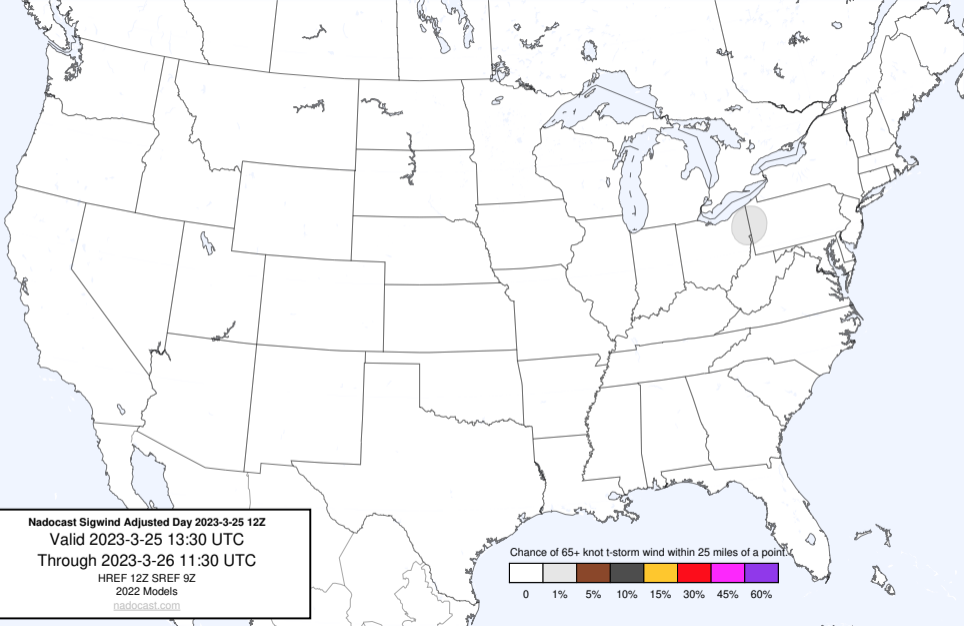 Nadocast Sigwind Adjusted Day 2023-3-25 12Z
Valid 2023-3-25 13:30 UTC
Through 2023-3-26 11:30 UTC
HREF 12Z SREF 9Z
2022 Models
nadocast.com
Chance of 65+ knot t-storm wind within 25 miles of a point.
0 1% 5% 10% 15% 30% 45% 60%